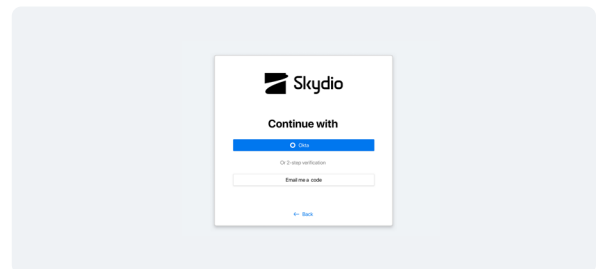 Skydio
Continue with
Okta
Or 2-step verification
Email me a code
← Back